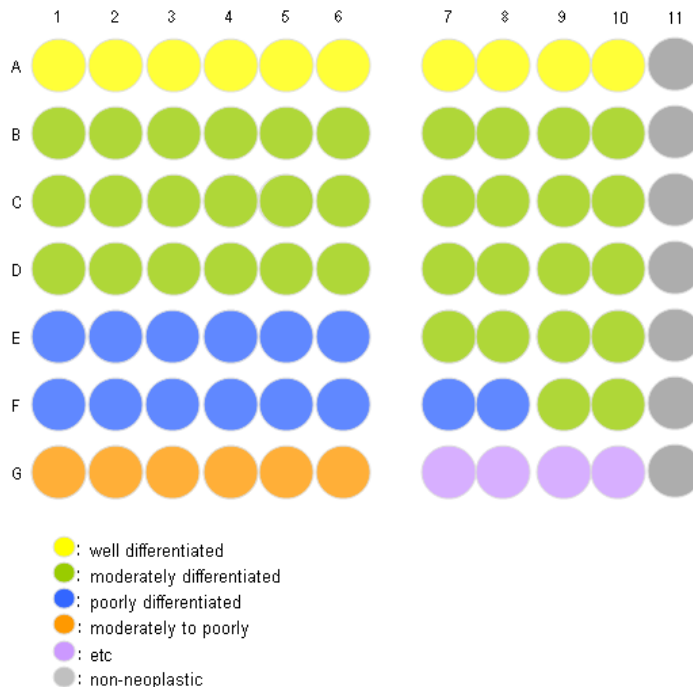 1 2 3 4 5 6 7 8 9 10 11
A
B
C
D
E
F
G
: well differentiated
: moderately differentiated
: poorly differentiated
: moderately to poorly
: etc
: non-neoplastic